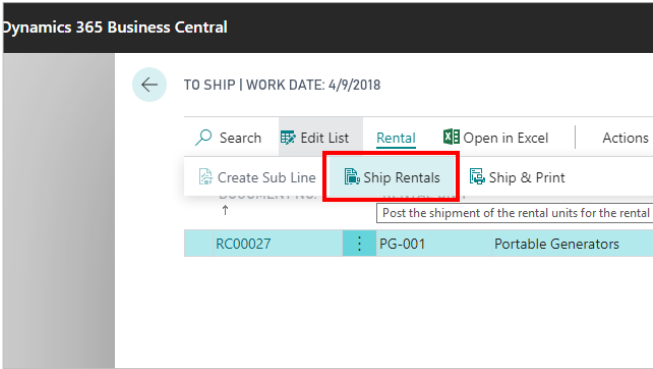 Dynamics 365 Business Central
TO SHIP | WORK DATE: 4/9/2018
Search Edit List Rental Open in Excel Actions
Create Sub Line Ship Rentals Ship & Print
DOCUMENT NO.
↑ Post the shipment of the rental units for the rental
RC00027 PG-001 Portable Generators